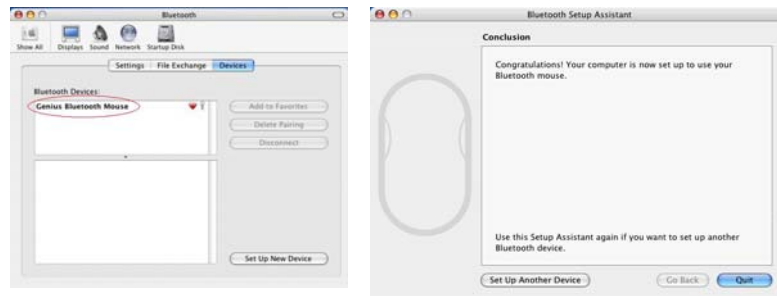 Bluetooth
Show All Displays Sound Network Startup Disk
Settings File Exchange Devices
Bluetooth Devices:
Genius Bluetooth Mouse
Add to Favorites
Delete Pairing
Disconnect
Set Up New Device
Bluetooth Setup Assistant
Conclusion
Congratulations! Your computer is now set up to use your
Bluetooth mouse.
Use this Setup Assistant again if you want to set up another
Bluetooth device.
Set Up Another Device Go Back Quit